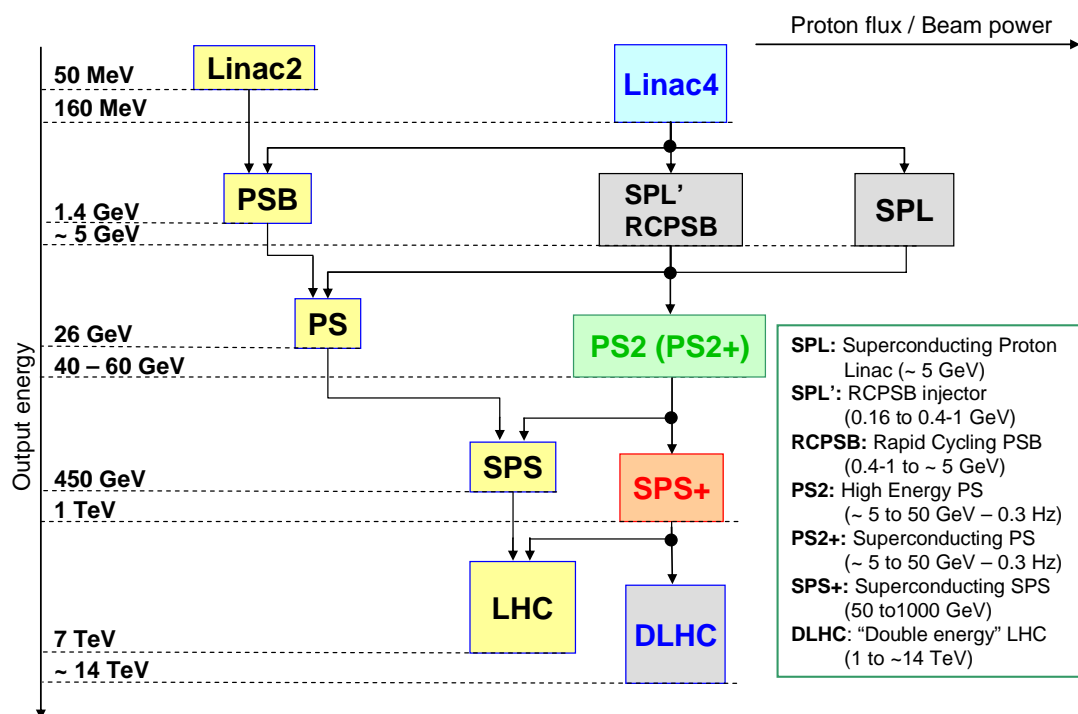 Proton flux / Beam power
Linac2
50 MeV
Linac4
160 MeV
PSB
SPL’
RCPSB
SPL
1.4 GeV
~ 5 GeV
PS
26 GeV
PS2 (PS2+)
40 – 60 GeV
Output energy
SPS
450 GeV
SPS+
1 TeV
LHC
DLHC
7 TeV
~ 14 TeV
SPL: Superconducting Proton
Linac (~ 5 GeV)
SPL’: RCPSB injector
(0.16 to 0.4-1 GeV)
RCPSB: Rapid Cycling PSB
(0.4-1 to ~ 5 GeV)
PS2: High Energy PS
(~ 5 to 50 GeV – 0.3 Hz)
PS2+: Superconducting PS
(~ 5 to 50 GeV – 0.3 Hz)
SPS+: Superconducting SPS
(50 to1000 GeV)
DLHC: “Double energy” LHC
(1 to ~14 TeV)